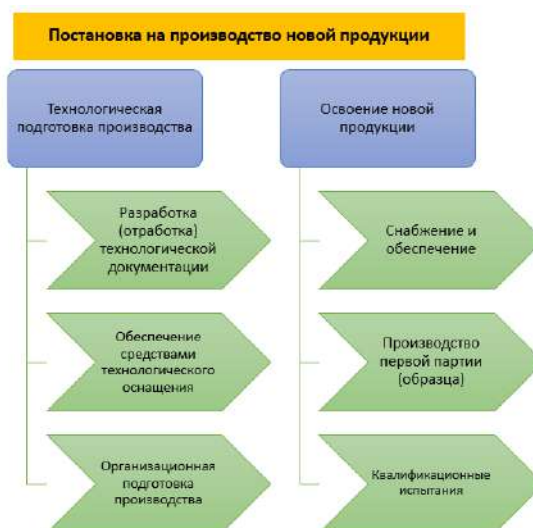 Постановка на производство новой продукции
Технологическая
подготовка производства
Разработка
(отработка)
технологической
документации
Обеспечение
средствами
технологического
оснащения
Организационная
подготовка
производства
Освоение новой
продукции
Снабжение и
обеспечение
Производство
первой партии
(образца)
Квалификационные
испытания